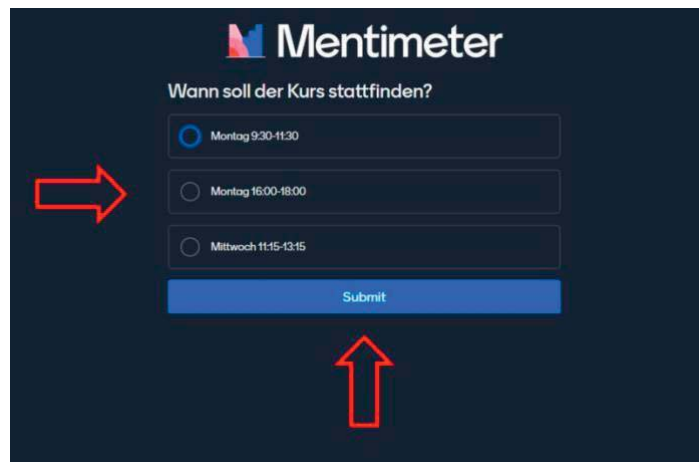 Mentimeter
Wann soll der Kurs stattfinden?
Montag 9:30-11:30
Montag 16:00-18:00
Mittwoch 11:15-13:15
Submit